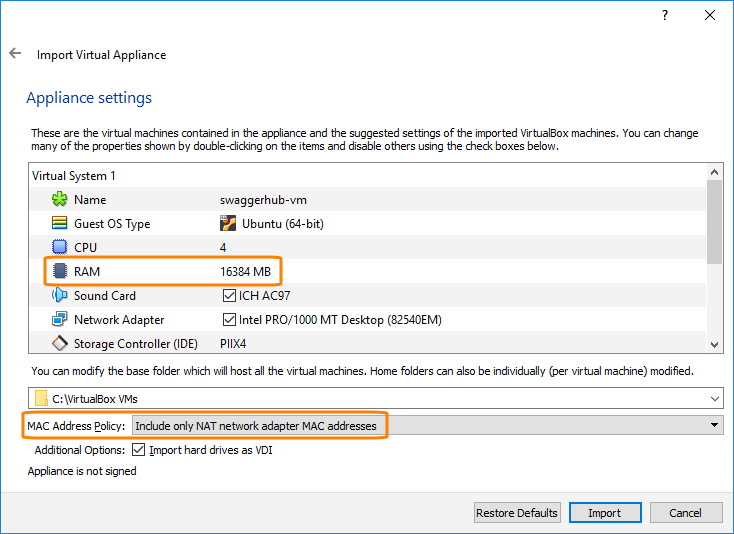 ?
Import Virtual Appliance
Appliance settings
These are the virtual machines contained in the appliance and the suggested settings of the imported VirtualBox machines. You can change
many of the properties shown by double-clicking on the items and disable others using the check boxes below.
Virtual System 1
Name swaggerhub-vm
Guest OS Type Ubuntu (64-bit)
CPU 4
RAM 16384 MB
Sound Card ICH AC97
Network Adapter Intel PRO/1000 MT Desktop (82540EM)
Storage Controller (IDE) PIIX4
You can modify the base folder which will host all the virtual machines. Home folders can also be individually (per virtual machine) modified.
C:\VirtualBox VMs
MAC Address Policy: Include only NAT network adapter MAC addresses
Additional Options: Import hard drives as VDI
Appliance is not signed
Restore Defaults Import Cancel